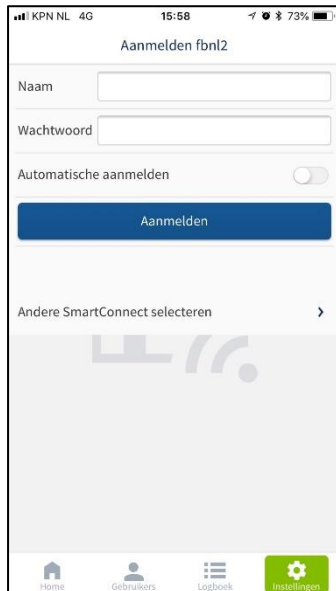 KPN NL 4G 15:58 73%
Aanmelden fbnl2
Naam
Wachtwoord
Automatische aanmelden
Aanmelden
Andere SmartConnect selecteren
Home Gebruikers Logboek Instellingen